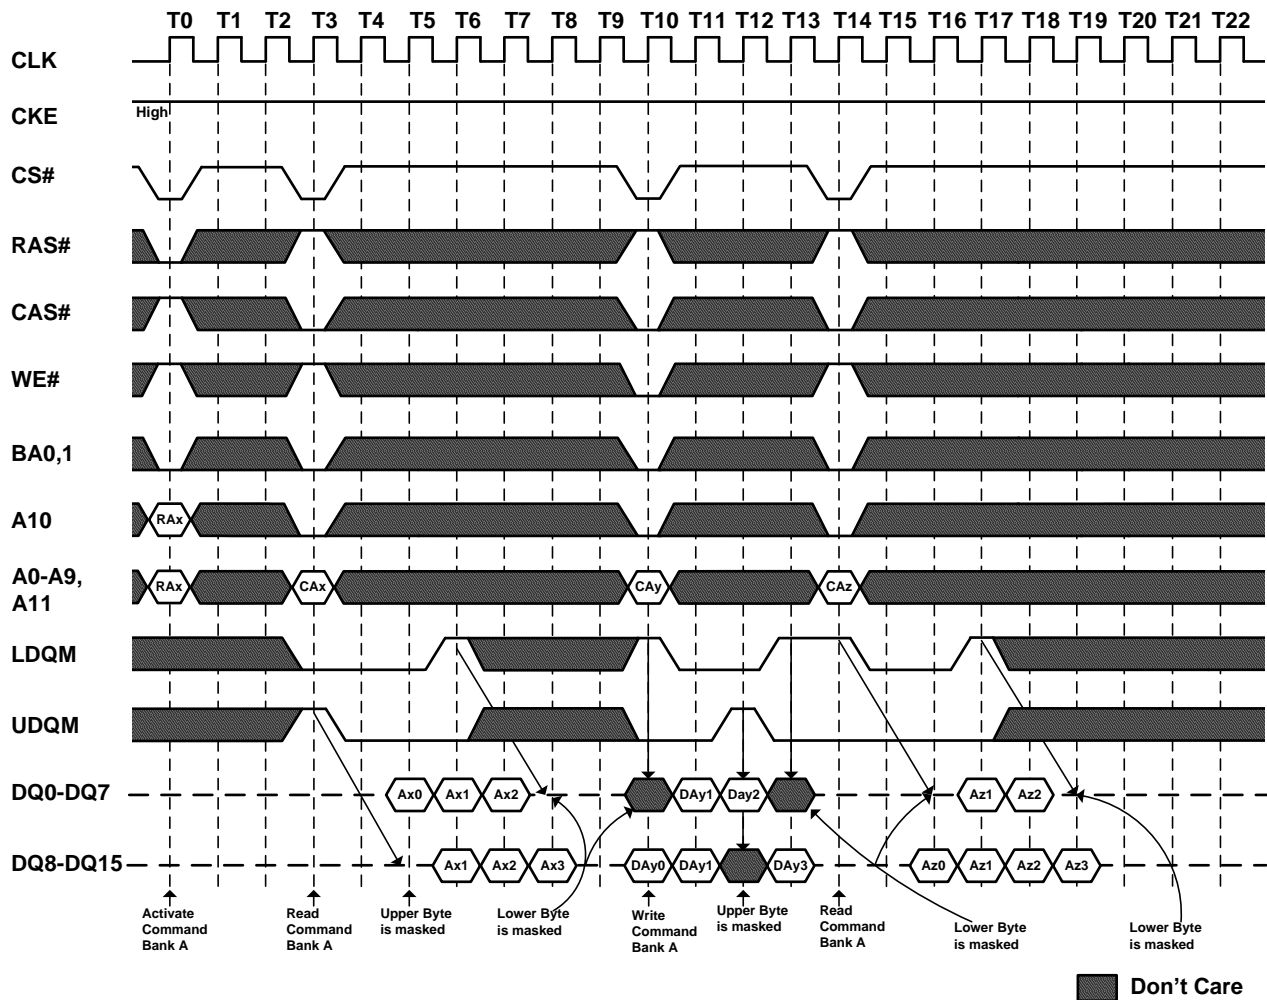 T0 T1 T2 T3 T4 T5 T6 T7 T8 T9 T10 T11 T12 T13 T14 T15 T16 T17 T18 T19 T20 T21 T22
CLK
CKE
High
CS#
RAS#
CAS#
WE#
BA0,1
A10
RAx
A0-A9,
A11
RAx CAx CAy CAz
LDQM
UDQM
DQ0-DQ7
Ax0 Ax1 Ax2 DAy1 Day2 Az1 Az2
DQ8-DQ15
Ax1 Ax2 Ax3 DAy0 DAy1 DAy3 Az0 Az1 Az2 Az3
Activate
Command
Bank A
Read
Command
Bank A
Upper Byte
is masked
Lower Byte
is masked
Write
Command
Bank A
Upper Byte
is masked
Read
Command
Bank A
Lower Byte
is masked
Lower Byte
is masked
Don't Care